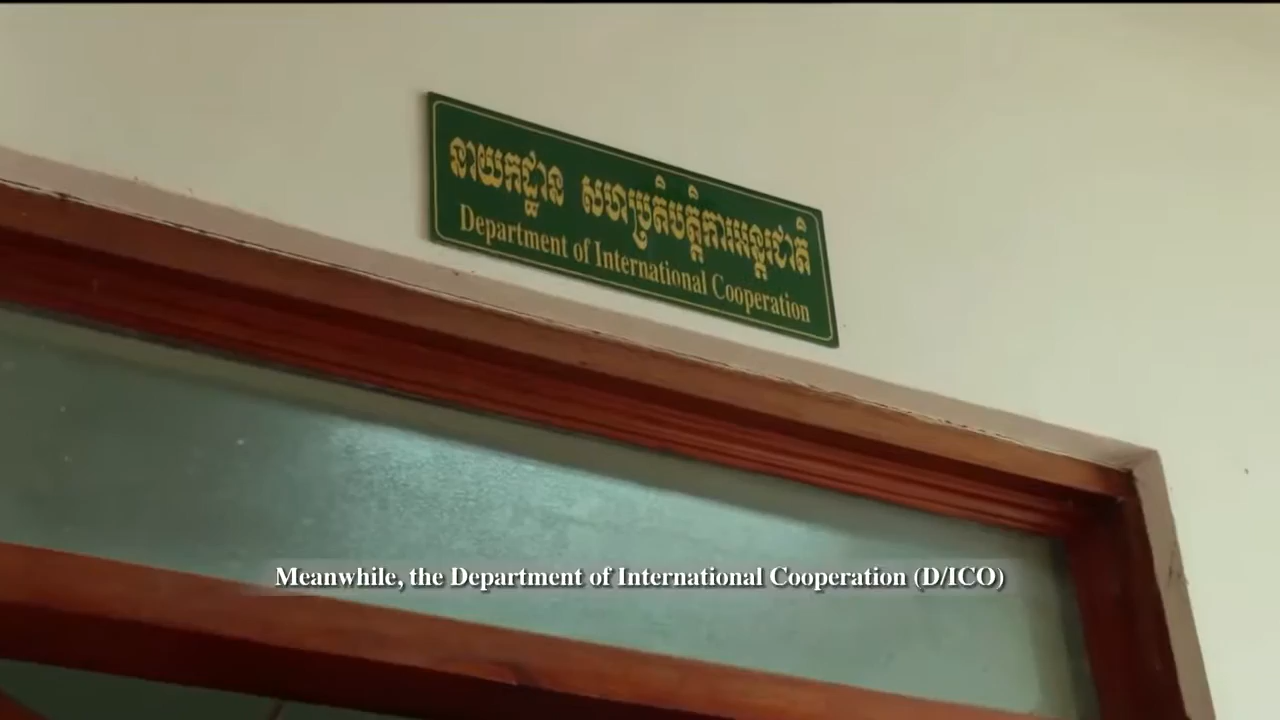 នាយកដ្ឋាន សហប្រតិបត្តិការអន្តរជាតិ
Department of International Cooperation
Meanwhile, the Department of International Cooperation (D/ICO)